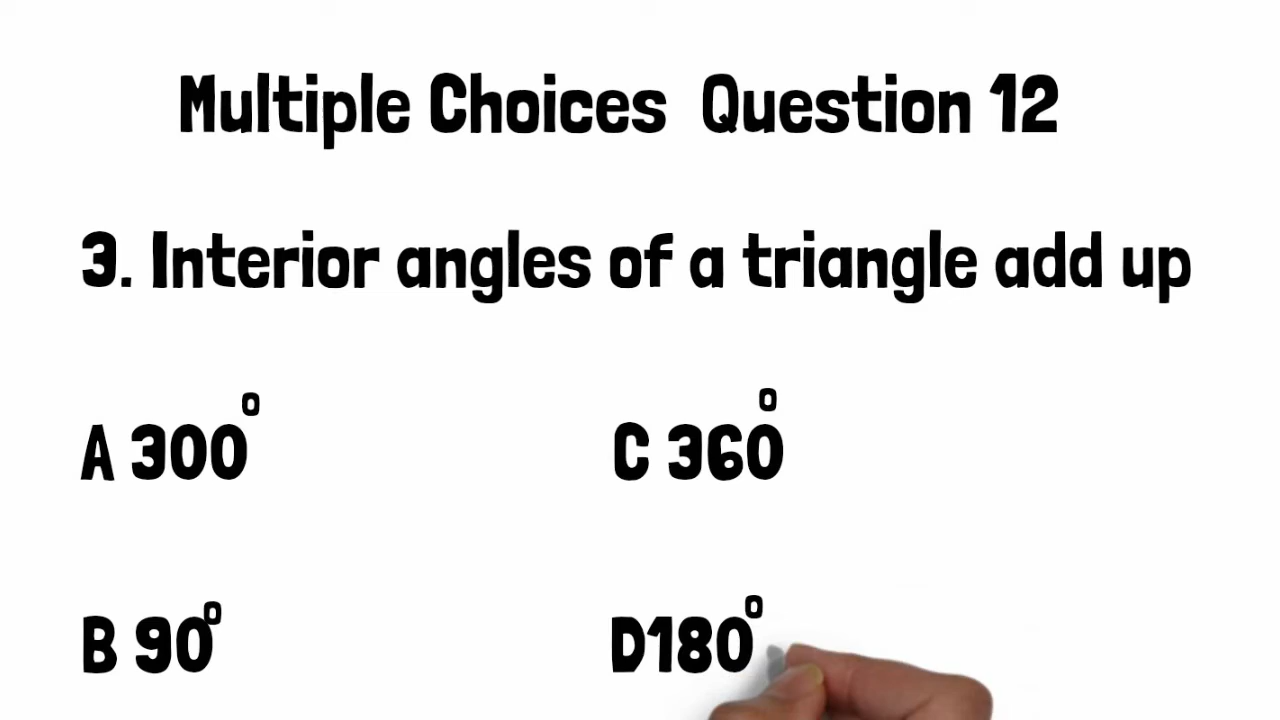 Multiple Choices Question 12
3. Interior angles of a triangle add up
A 300°
C 360°
B 90°
D180°